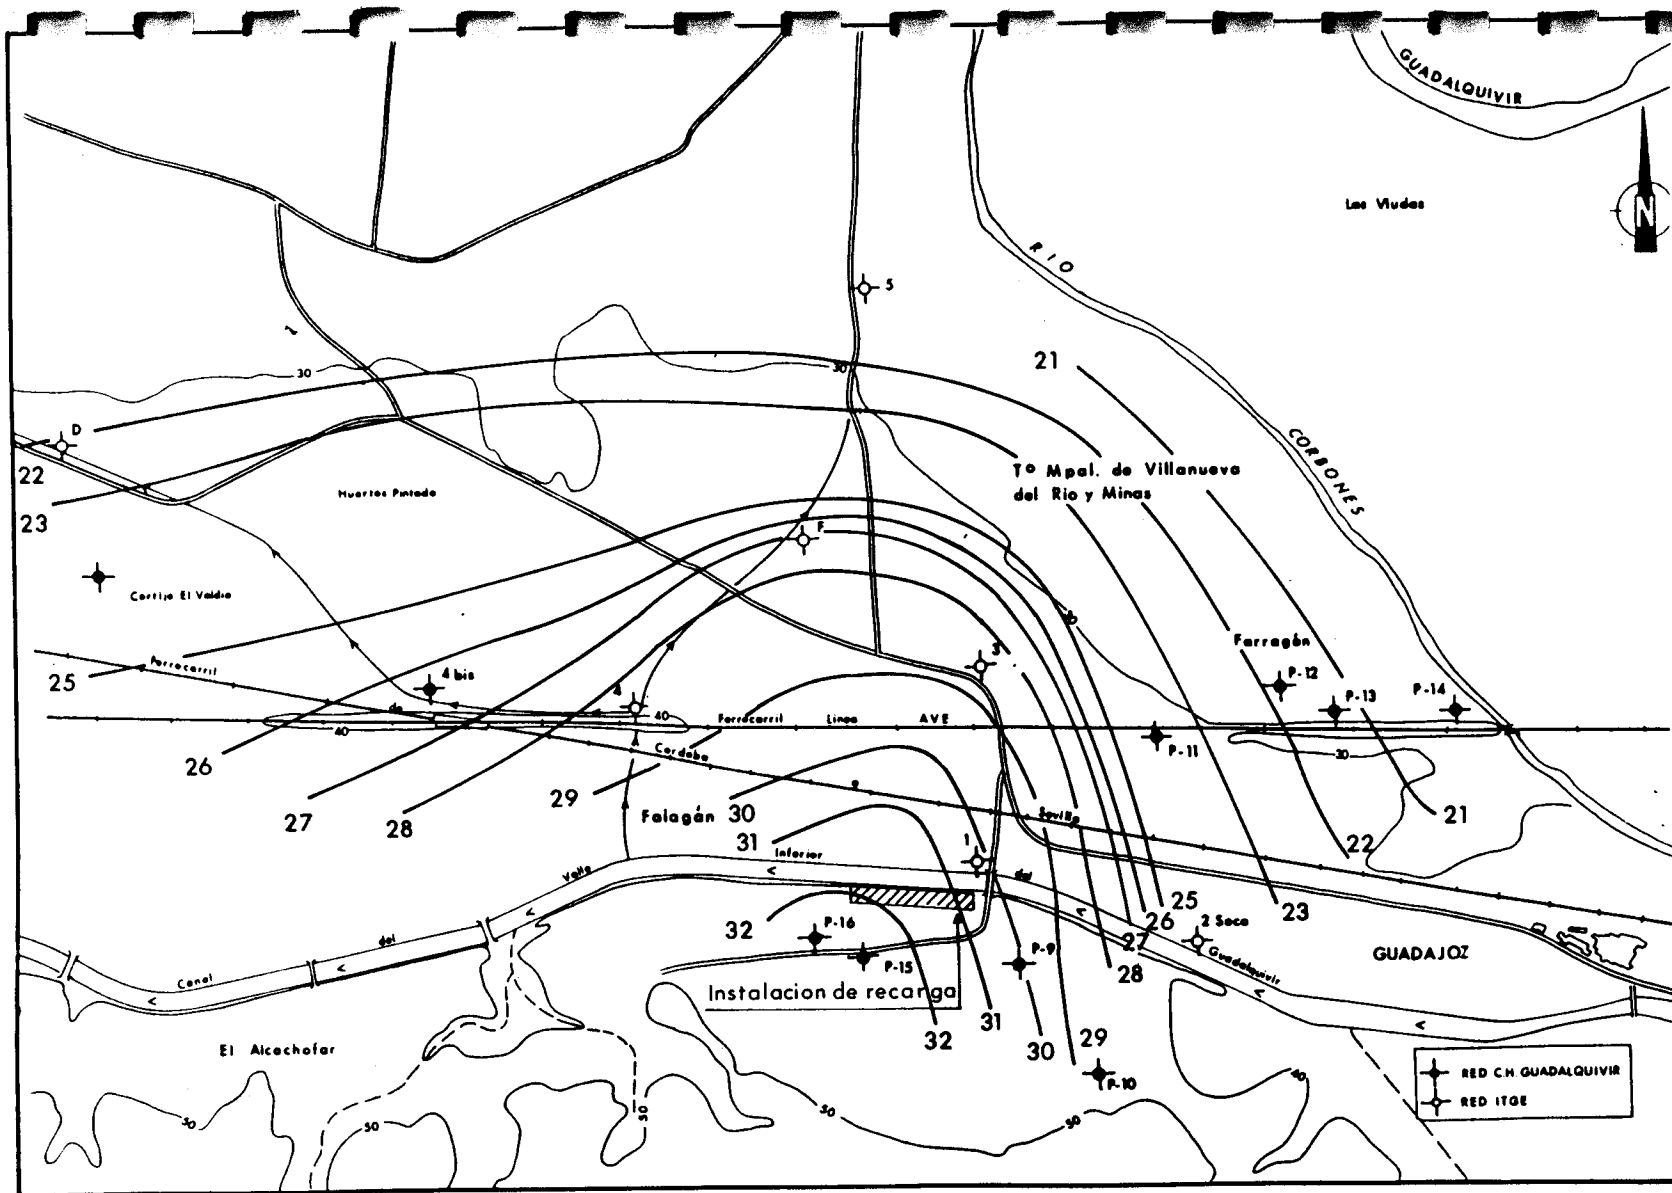 GUADALQUIVIR
N
Las Viudas
RIO
CORBONES
5
21
30
30
D
22
23
Huertos Pintado
Tº Mpal. de Villanueva
del Rio y Minas
F
Cortijo El Valdio
Ferrocarril
25
4 bis
4
3
Farragón
P-12
P-13
P-14
P-11
de
40
40
Ferrocarril Linea AVE
Cordoba
30
26
27
28
29
30
31
Falagán
Sevilla
1
21
22
23
Inferior
del
Valle
del
Canal
32
P-16
P-15
P-9
25
26
27
28
2 Seco
Guadalquivir
GUADAJOZ
Instalacion de recarga
32
31
30
29
P-10
El Alcachofar
50
50
50
50
50
40
RED C.H. GUADALQUIVIR
RED ITGE